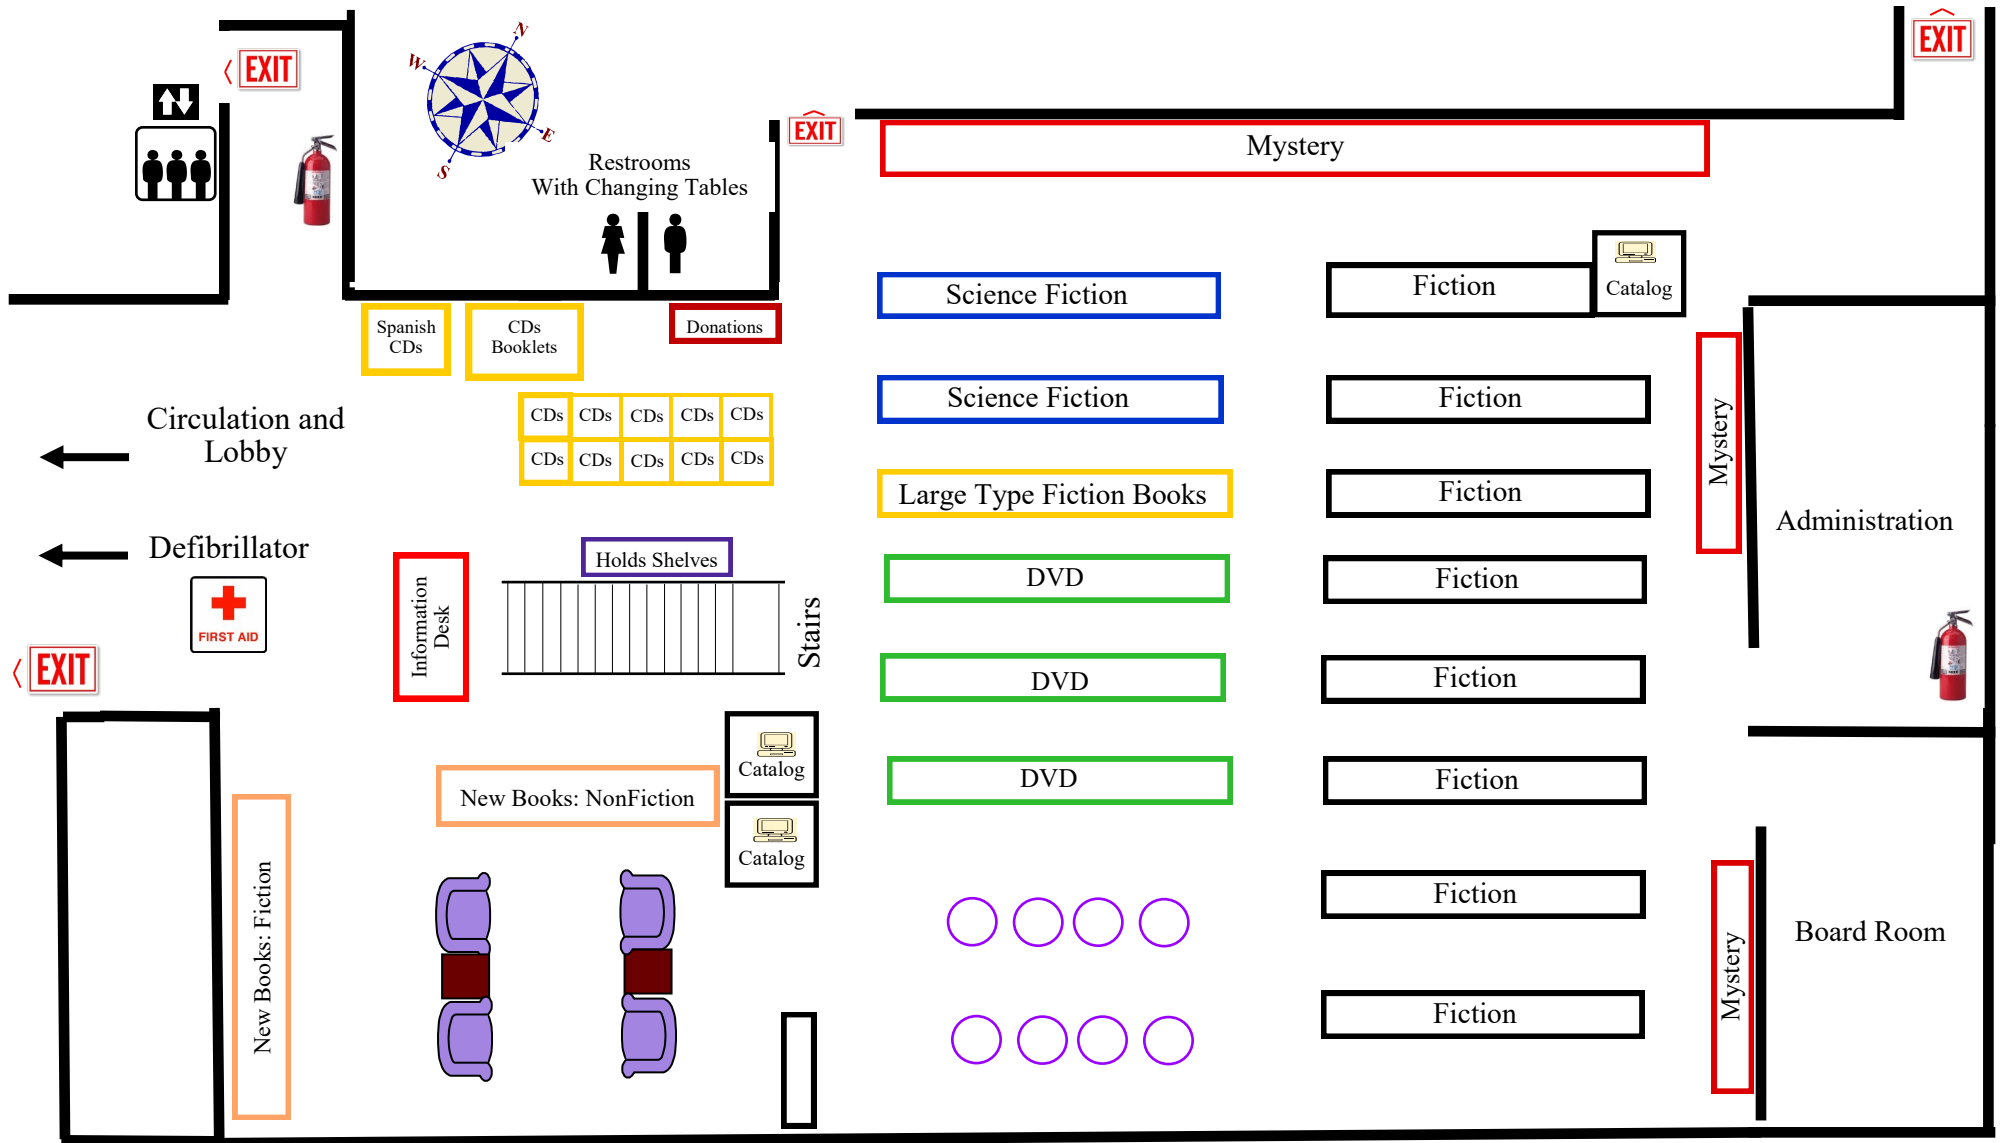 EXIT
EXIT
N
W
E
S
EXIT
Restrooms
With Changing Tables
Mystery
Science Fiction
Fiction
Catalog
Spanish
CDs
CDs
Booklets
Donations
Science Fiction
Fiction
Mystery
CDs CDs CDs CDs CDs
CDs CDs CDs CDs CDs
Circulation and
Lobby
Large Type Fiction Books
Fiction
Administration
Defibrillator
FIRST AID
Holds Shelves
Information
Desk
Stairs
DVD
Fiction
EXIT
DVD
Fiction
Catalog
New Books: NonFiction
DVD
Fiction
Catalog
New Books: Fiction
Fiction
Mystery
Board Room
Fiction